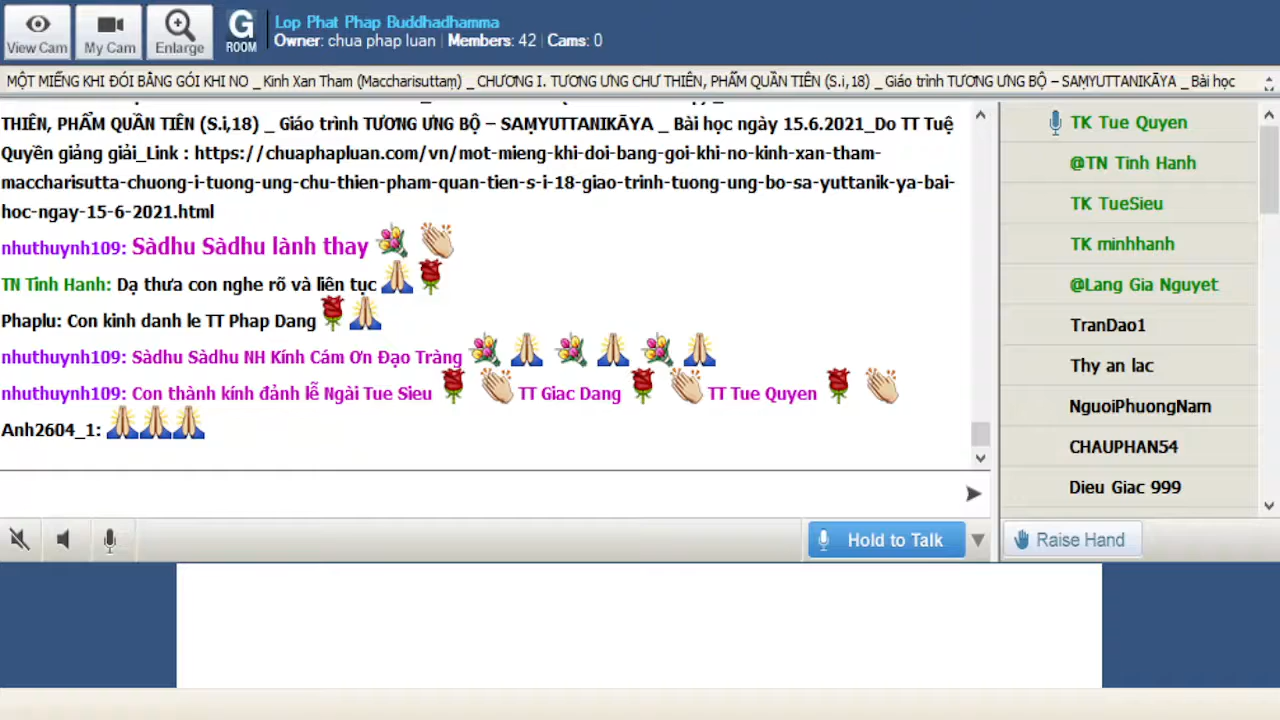 View Cam
My Cam
Enlarge
G
ROOM
Lop Phat Phap Buddhadhamma
Owner: chua phap luan | Members: 42 | Cams: 0
MỘT MIẾNG KHI ĐÓI BẰNG GÓI KHI NO _ Kinh Xan Tham (Maccharisuttaṃ) _ CHƯƠNG I. TƯƠNG ƯNG CHƯ THIÊN, PHẨM QUẦN TIÊN (S.i,18) _ Giáo trình TƯƠNG ƯNG BỘ – SAṂYUTTANIKĀYA _ Bài học
THIÊN, PHẨM QUẦN TIÊN (S.i,18) _ Giáo trình TƯƠNG ƯNG BỘ – SAṂYUTTANIKĀYA _ Bài học ngày 15.6.2021_Do TT Tuệ
Quyền giảng giải_Link : https://chuaphapluan.com/vn/mot-mieng-khi-doi-bang-goi-khi-no-kinh-xan-tham-
maccharisutta-chuong-i-tuong-ung-chu-thien-pham-quan-tien-s-i-18-giao-trinh-tuong-ung-bo-sa-yuttanik-ya-bai-
hoc-ngay-15-6-2021.html
nhuthuynh109: Sàdhu Sàdhu lành thay
TN Tinh Hanh: Dạ thưa con nghe rõ và liên tục
Phaplu: Con kinh danh le TT Phap Dang
nhuthuynh109: Sàdhu Sàdhu NH Kính Cám Ơn Đạo Tràng
nhuthuynh109: Con thành kính đảnh lễ Ngài Tue Sieu TT Giac Dang TT Tue Quyen
Anh2604_1:
TK Tue Quyen
@TN Tinh Hanh
TK TueSieu
TK minhhanh
@Lang Gia Nguyet
TranDao1
Thy an lac
NguoiPhuongNam
CHAUPHAN54
Dieu Giac 999
Hold to Talk
Raise Hand